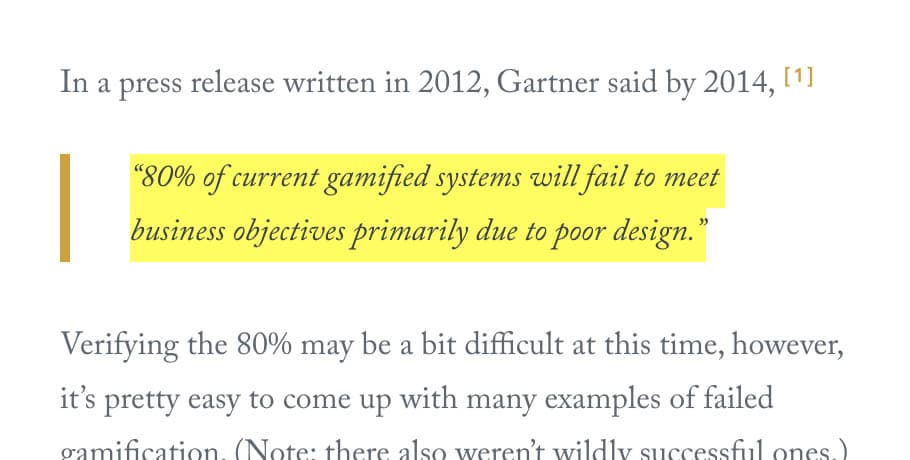 In a press release written in 2012, Gartner said by 2014, [1]
“80% of current gamified systems will fail to meet
business objectives primarily due to poor design.”
Verifying the 80% may be a bit difficult at this time, however,
it’s pretty easy to come up with many examples of failed
gamification. (Note: there also weren’t wildly successful ones.)